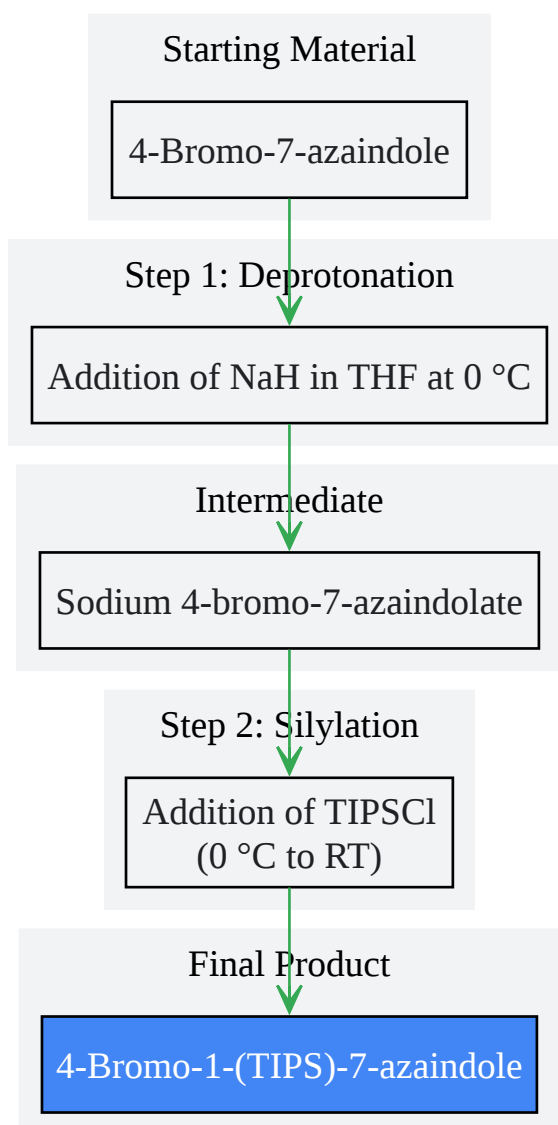 Starting Material
4-Bromo-7-azaindole
Step 1: Deprotonation
Addition of NaH in THF at 0 °C
Intermediate
Sodium 4-bromo-7-azaindolate
Step 2: Silylation
Addition of TIPSCl
(0 °C to RT)
Final Product
4-Bromo-1-(TIPS)-7-azaindole